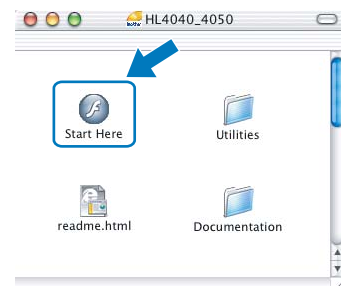 HL4040_4050
Start Here
Utilities
readme.html
Documentation